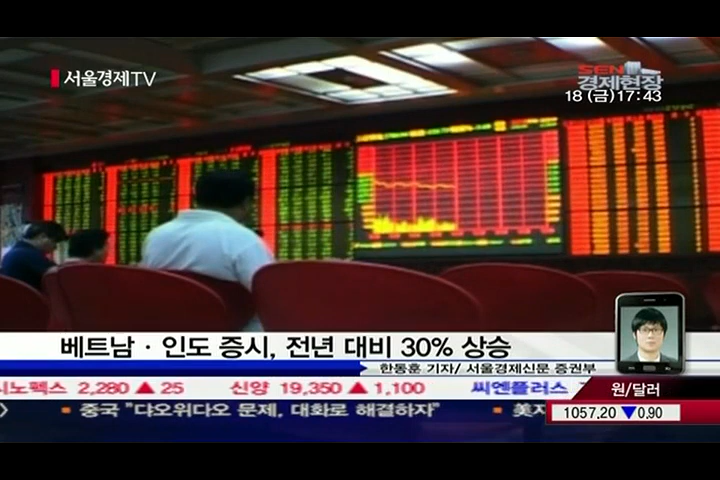 서울경제TV
SEN
경제현장
18 (금)17:43
베트남 · 인도 증시, 전년 대비 30% 상승
한동훈 기자/ 서울경제신문 증권부
시노펙스 2,280 ▲ 25 신양 19,350 ▲ 1,100 씨엔플러스
원/달러
1057.20 ▼0.90
중국 "댜오위다오 문제, 대화로 해결하자" ▪ 美